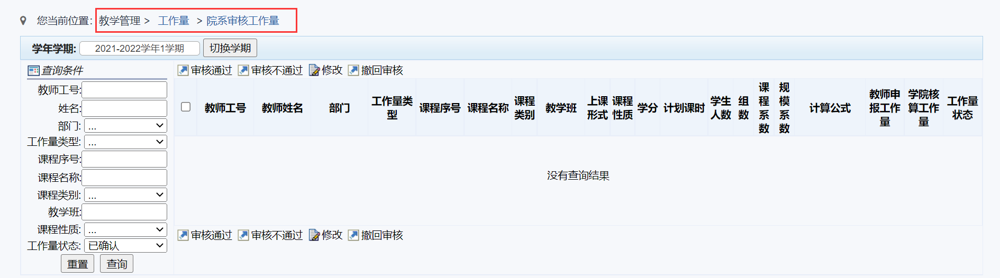 您当前位置: 教学管理 > 工作量 > 院系审核工作量
学年学期: 2021-2022学年1学期 切换学期
查询条件
教师工号:
姓名:
部门: ...
工作量类型: ...
课程序号:
课程名称:
课程类别: ...
教学班:
课程性质: ...
工作量状态: 已确认
重置 查询
审核通过 审核不通过 修改 撤回审核
教师工号 教师姓名 部门 工作量类型 课程序号 课程名称 课程类别 教学班 上课形式 课程性质 学分 计划课时 学生人数 组数 课程系数 规模系数 计算公式 教师申报工作量 学院核算工作量 工作量状态
没有查询结果
审核通过 审核不通过 修改 撤回审核